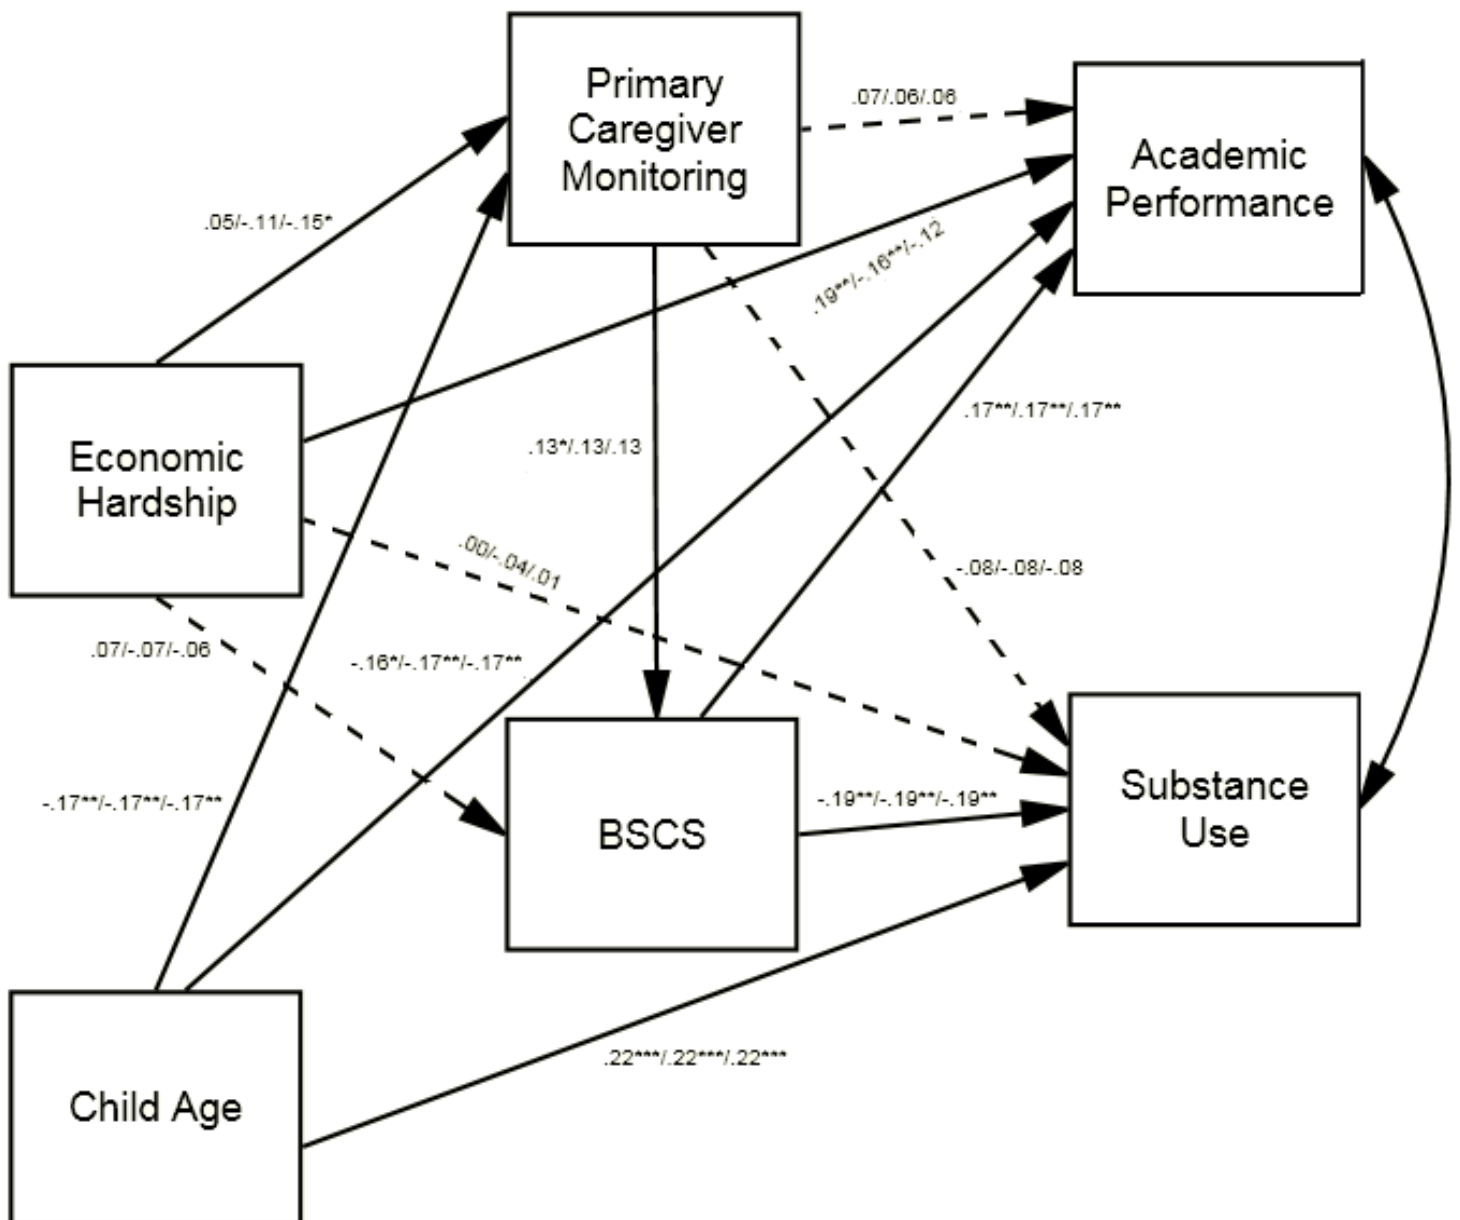 Primary
Caregiver
Monitoring
.07/.06/.06
Academic
Performance
.05/-.11/-.15*
.19**/-.16**/-.12
.17**/.17**/.17**
.13*/.13/.13
Economic
Hardship
.00/-.04/.01
-.08/-.08/-.08
.07/-.07/-.06
-.16*/-.17**/-.17**
-.17**/-.17**/-.17**
BSCS
-.19**/-.19**/-.19**
Substance
Use
.22***/.22***/.22***
Child Age